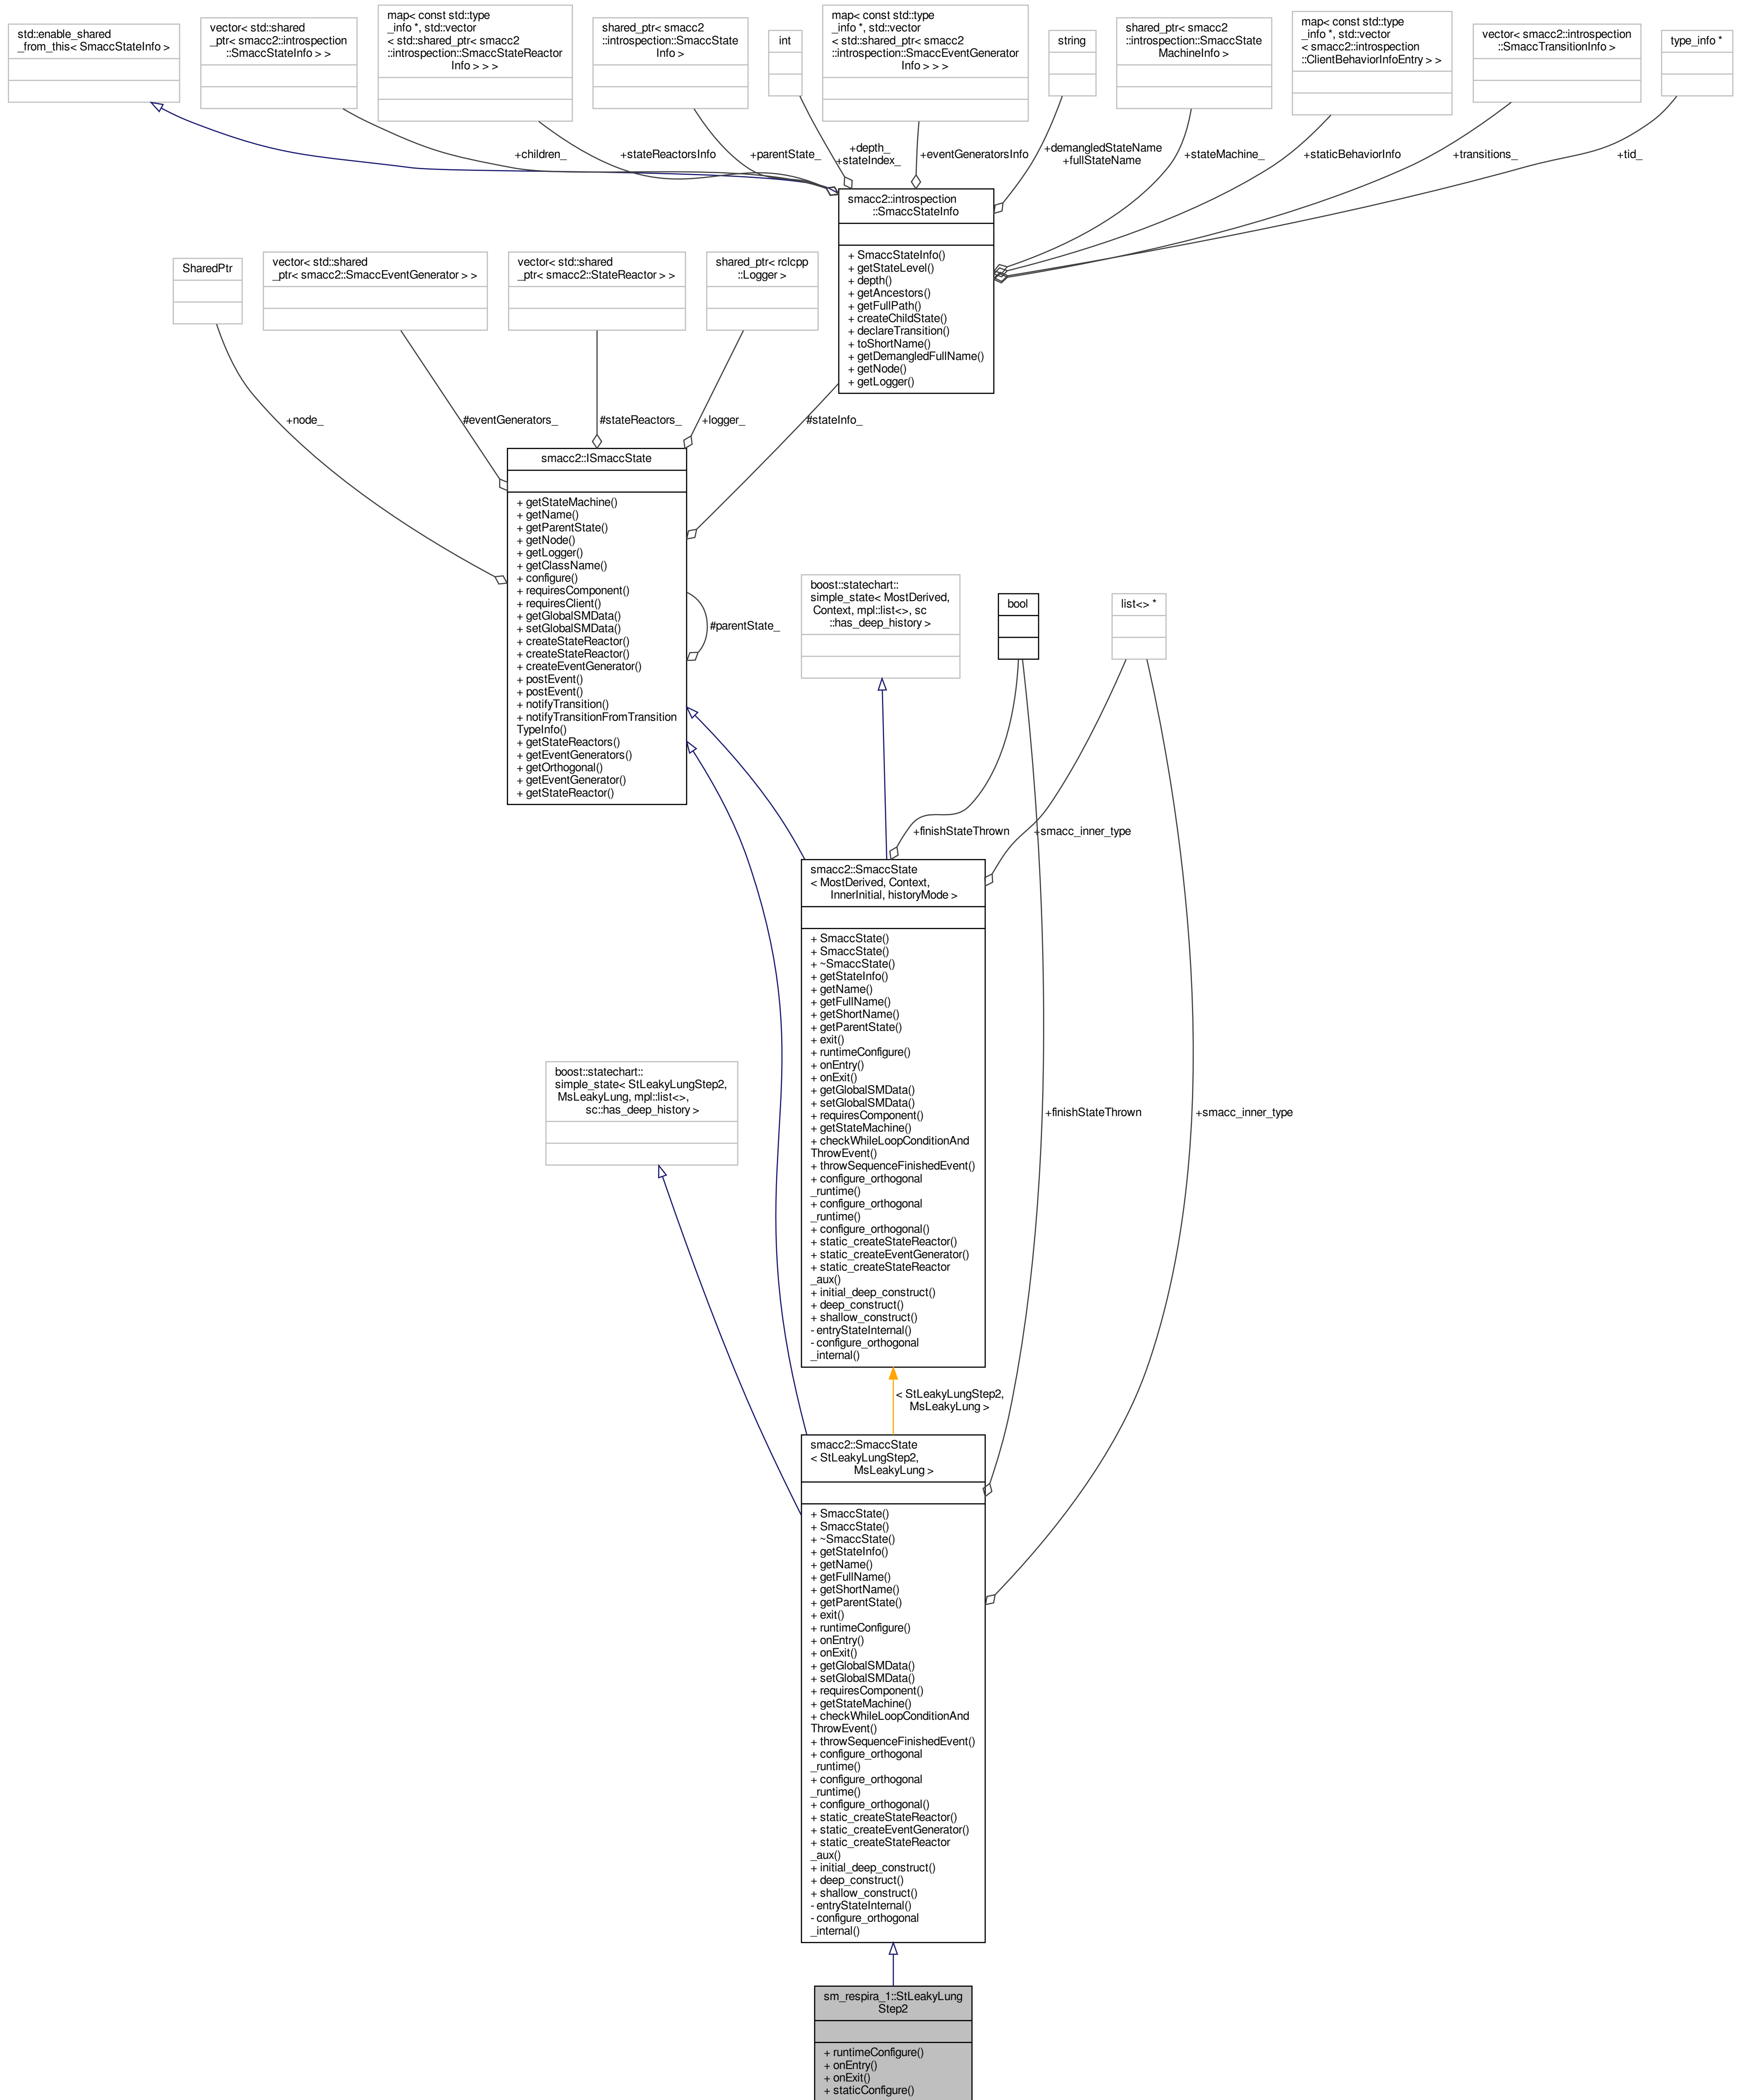 std::enable_shared
_from_this< SmaccStateInfo >
vector< std::shared
_ptr< smacc2::introspection
::SmaccStateInfo > >
map< const std::type
_info *, std::vector
< std::shared_ptr< smacc2
::introspection::SmaccStateReactor
Info > > >
shared_ptr< smacc2
::introspection::SmaccState
Info >
int
map< const std::type
_info *, std::vector
< std::shared_ptr< smacc2
::introspection::SmaccEventGenerator
Info > > >
string
shared_ptr< smacc2
::introspection::SmaccState
MachineInfo >
map< const std::type
_info *, std::vector
< smacc2::introspection
::ClientBehaviorInfoEntry > >
vector< smacc2::introspection
::SmaccTransitionInfo >
type_info *
+children_
+stateReactorsInfo
+parentState_
+depth_
+stateIndex_
+eventGeneratorsInfo
+demangledStateName
+fullStateName
+stateMachine_
+staticBehaviorInfo
+transitions_
+tid_
smacc2::introspection
::SmaccStateInfo
+ SmaccStateInfo()
+ getStateLevel()
+ depth()
+ getAncestors()
+ getFullPath()
+ createChildState()
+ declareTransition()
+ toShortName()
+ getDemangledFullName()
+ getNode()
+ getLogger()
SharedPtr
vector< std::shared
_ptr< smacc2::SmaccEventGenerator > >
vector< std::shared
_ptr< smacc2::StateReactor > >
shared_ptr< rclcpp
::Logger >
+node_
#eventGenerators_
#stateReactors_
+logger_
#stateInfo_
smacc2::ISmaccState
+ getStateMachine()
+ getName()
+ getParentState()
+ getNode()
+ getLogger()
+ getClassName()
+ configure()
+ requiresComponent()
+ requiresClient()
+ getGlobalSMData()
+ setGlobalSMData()
+ createStateReactor()
+ createStateReactor()
+ createEventGenerator()
+ postEvent()
+ postEvent()
+ notifyTransition()
+ notifyTransitionFromTransition
TypeInfo()
+ getStateReactors()
+ getEventGenerators()
+ getOrthogonal()
+ getEventGenerator()
+ getStateReactor()
#parentState_
boost::statechart::
simple_state< MostDerived,
Context, mpl::list<>, sc
::has_deep_history >
bool
list<> *
+finishStateThrown
+smacc_inner_type
smacc2::SmaccState
< MostDerived, Context,
InnerInitial, historyMode >
+ SmaccState()
+ SmaccState()
+ ~SmaccState()
+ getStateInfo()
+ getName()
+ getFullName()
+ getShortName()
+ getParentState()
+ exit()
+ runtimeConfigure()
+ onEntry()
+ onExit()
+ getGlobalSMData()
+ setGlobalSMData()
+ requiresComponent()
+ getStateMachine()
+ checkWhileLoopConditionAnd
ThrowEvent()
+ throwSequenceFinishedEvent()
+ configure_orthogonal
_runtime()
+ configure_orthogonal
_runtime()
+ configure_orthogonal()
+ static_createStateReactor()
+ static_createEventGenerator()
+ static_createStateReactor
_aux()
+ initial_deep_construct()
+ deep_construct()
+ shallow_construct()
- entryStateInternal()
- configure_orthogonal
_internal()
boost::statechart::
simple_state< StLeakyLungStep2,
MsLeakyLung, mpl::list<>,
sc::has_deep_history >
+finishStateThrown
+smacc_inner_type
< StLeakyLungStep2,
MsLeakyLung >
smacc2::SmaccState
< StLeakyLungStep2,
MsLeakyLung >
+ SmaccState()
+ SmaccState()
+ ~SmaccState()
+ getStateInfo()
+ getName()
+ getFullName()
+ getShortName()
+ getParentState()
+ exit()
+ runtimeConfigure()
+ onEntry()
+ onExit()
+ getGlobalSMData()
+ setGlobalSMData()
+ requiresComponent()
+ getStateMachine()
+ checkWhileLoopConditionAnd
ThrowEvent()
+ throwSequenceFinishedEvent()
+ configure_orthogonal
_runtime()
+ configure_orthogonal
_runtime()
+ configure_orthogonal()
+ static_createStateReactor()
+ static_createEventGenerator()
+ static_createStateReactor
_aux()
+ initial_deep_construct()
+ deep_construct()
+ shallow_construct()
- entryStateInternal()
- configure_orthogonal
_internal()
sm_respira_1::StLeakyLung
Step2
+ runtimeConfigure()
+ onEntry()
+ onExit()
+ staticConfigure()